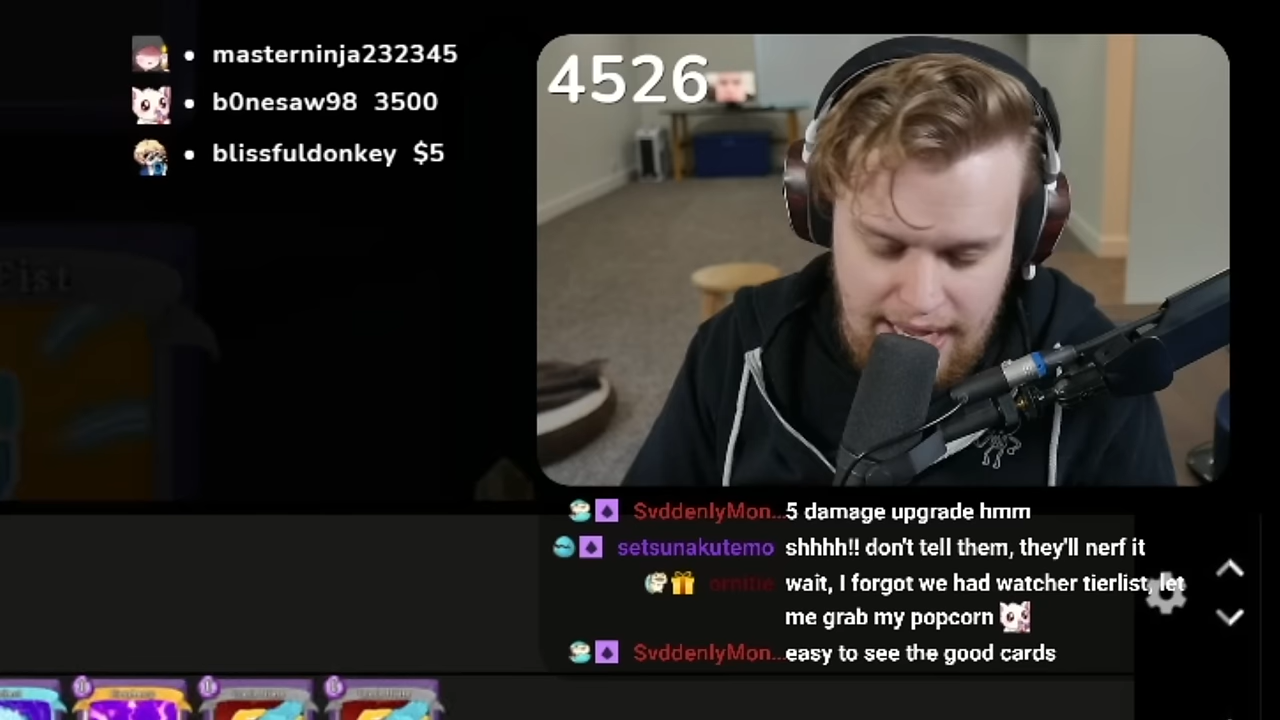 masterninja232345
b0nesaw98 3500
blissfuldonkey $5
4526
SvddenlyMon... 5 damage upgrade hmm
setsunakutemo shhhh!! don't tell them, they'll nerf it
ornitie wait, I forgot we had watcher tierlist, let
me grab my popcorn
SvddenlyMon... easy to see the good cards